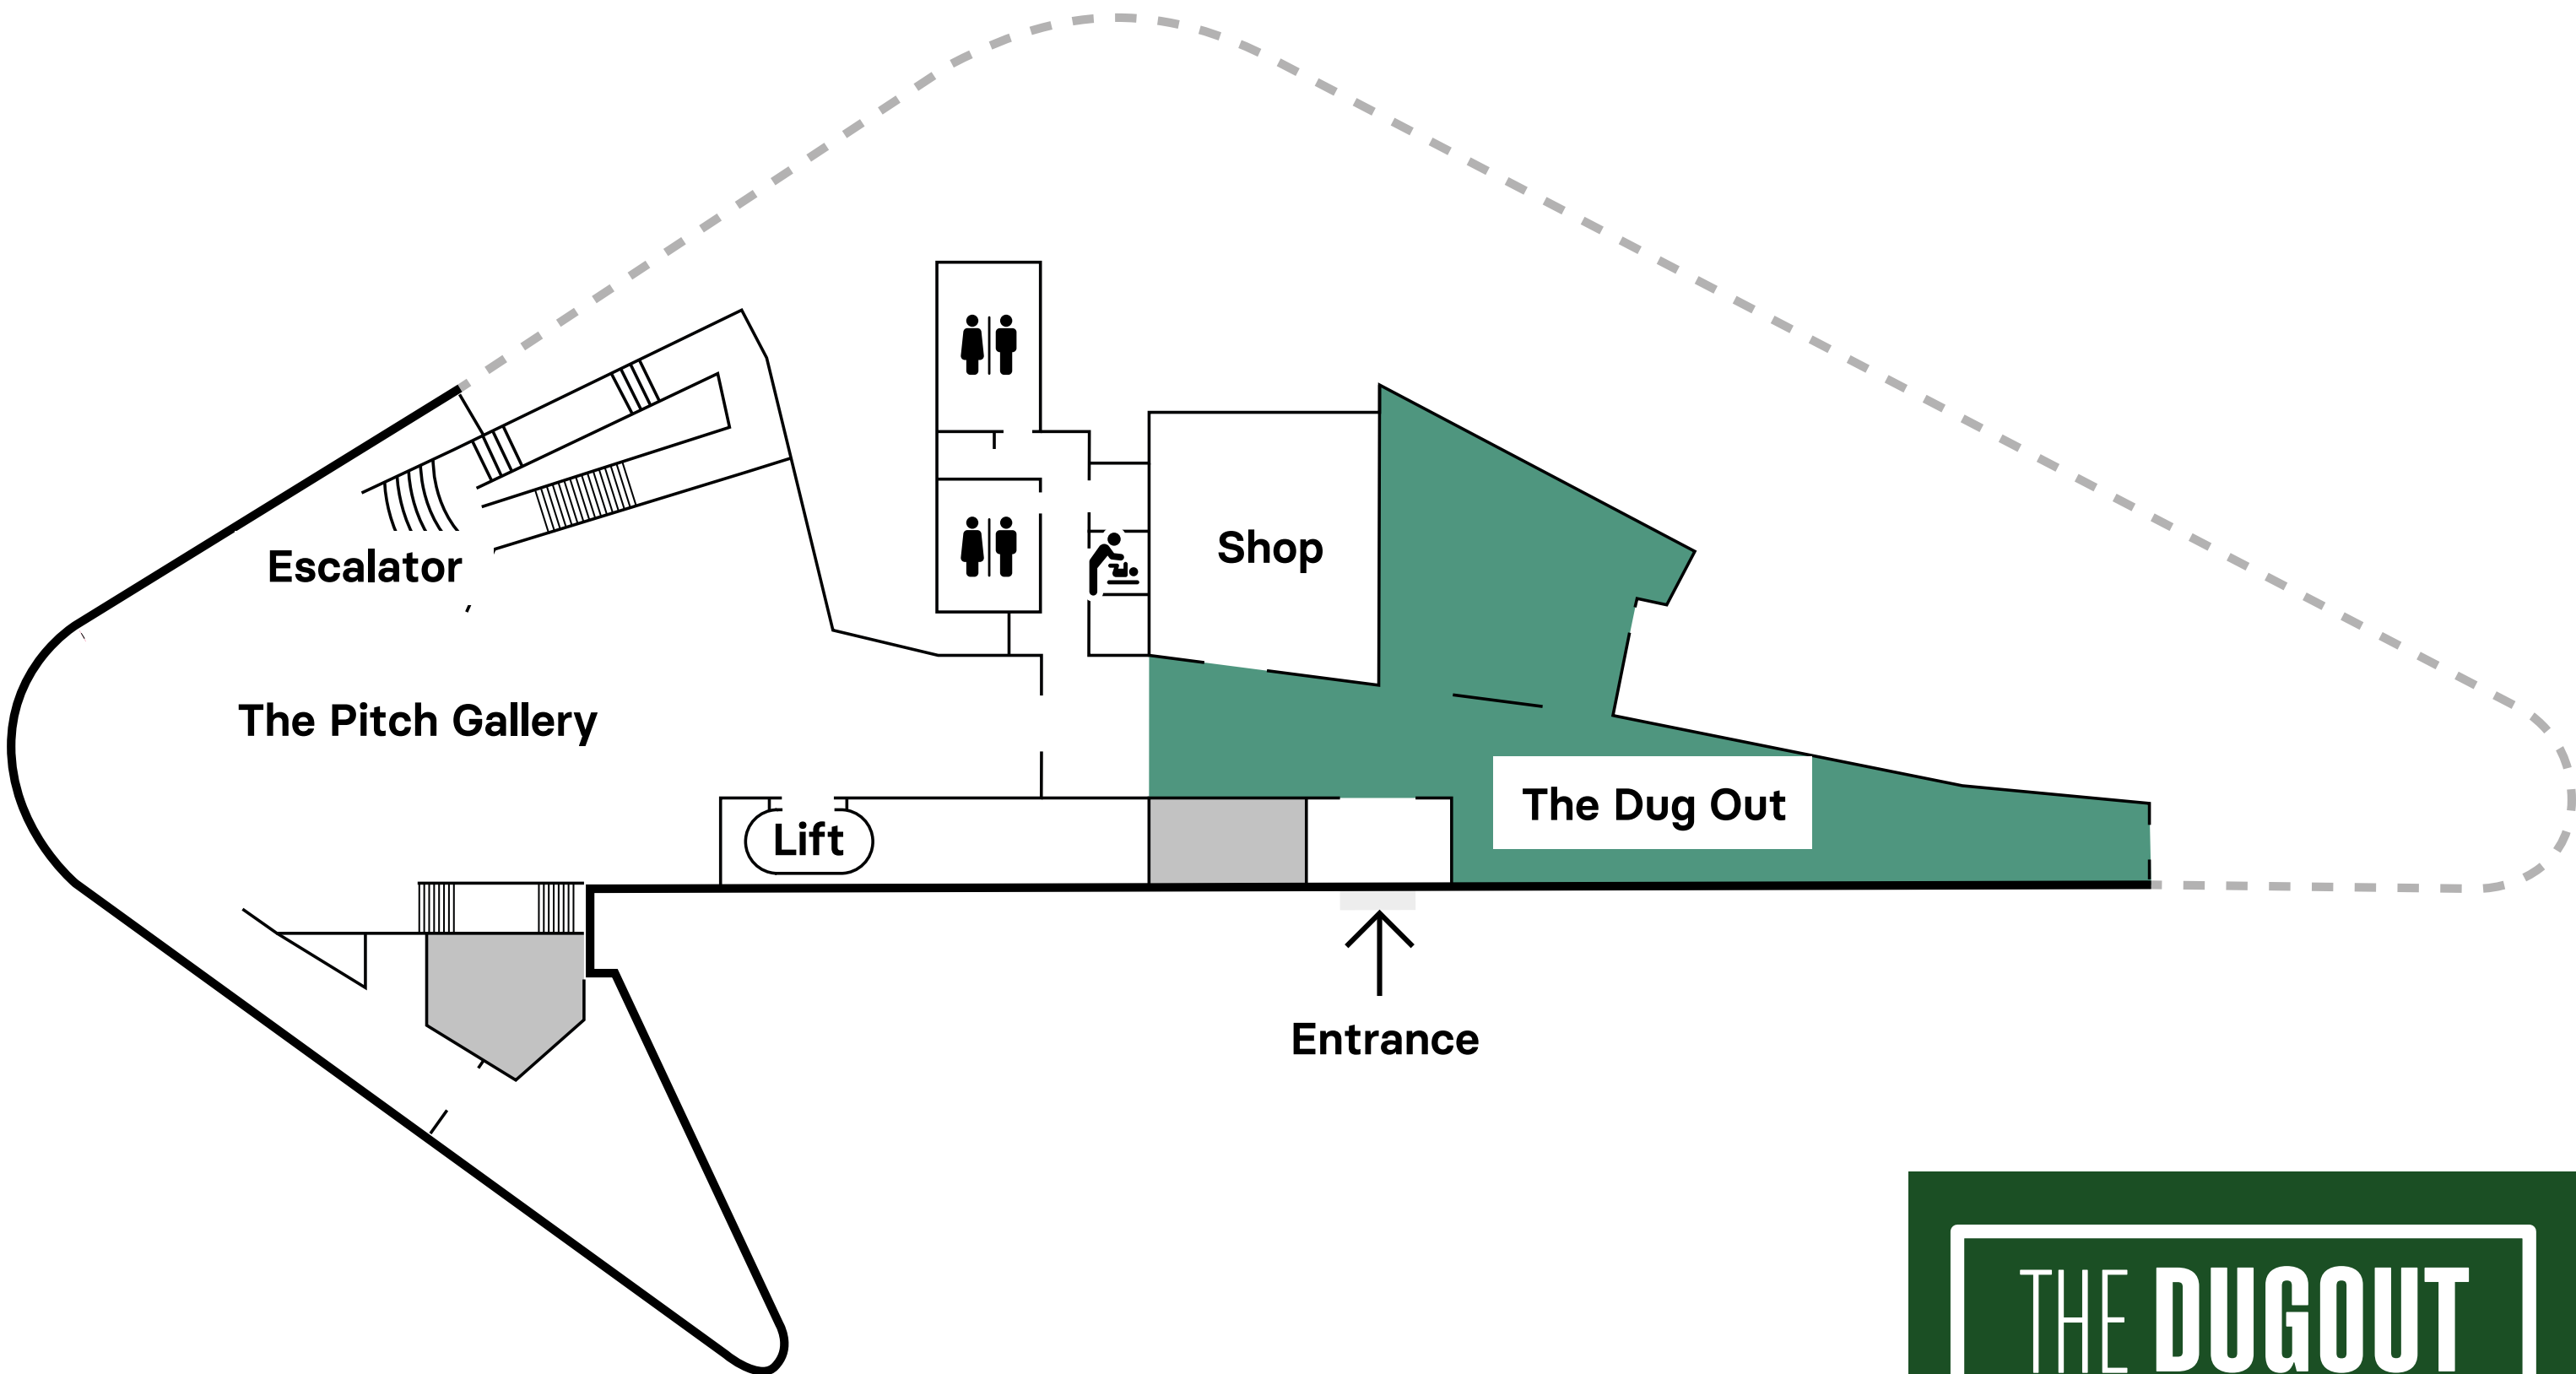 Shop
Escalator
The Pitch Gallery
The Dug Out
Lift
Entrance
THE DUGOUT